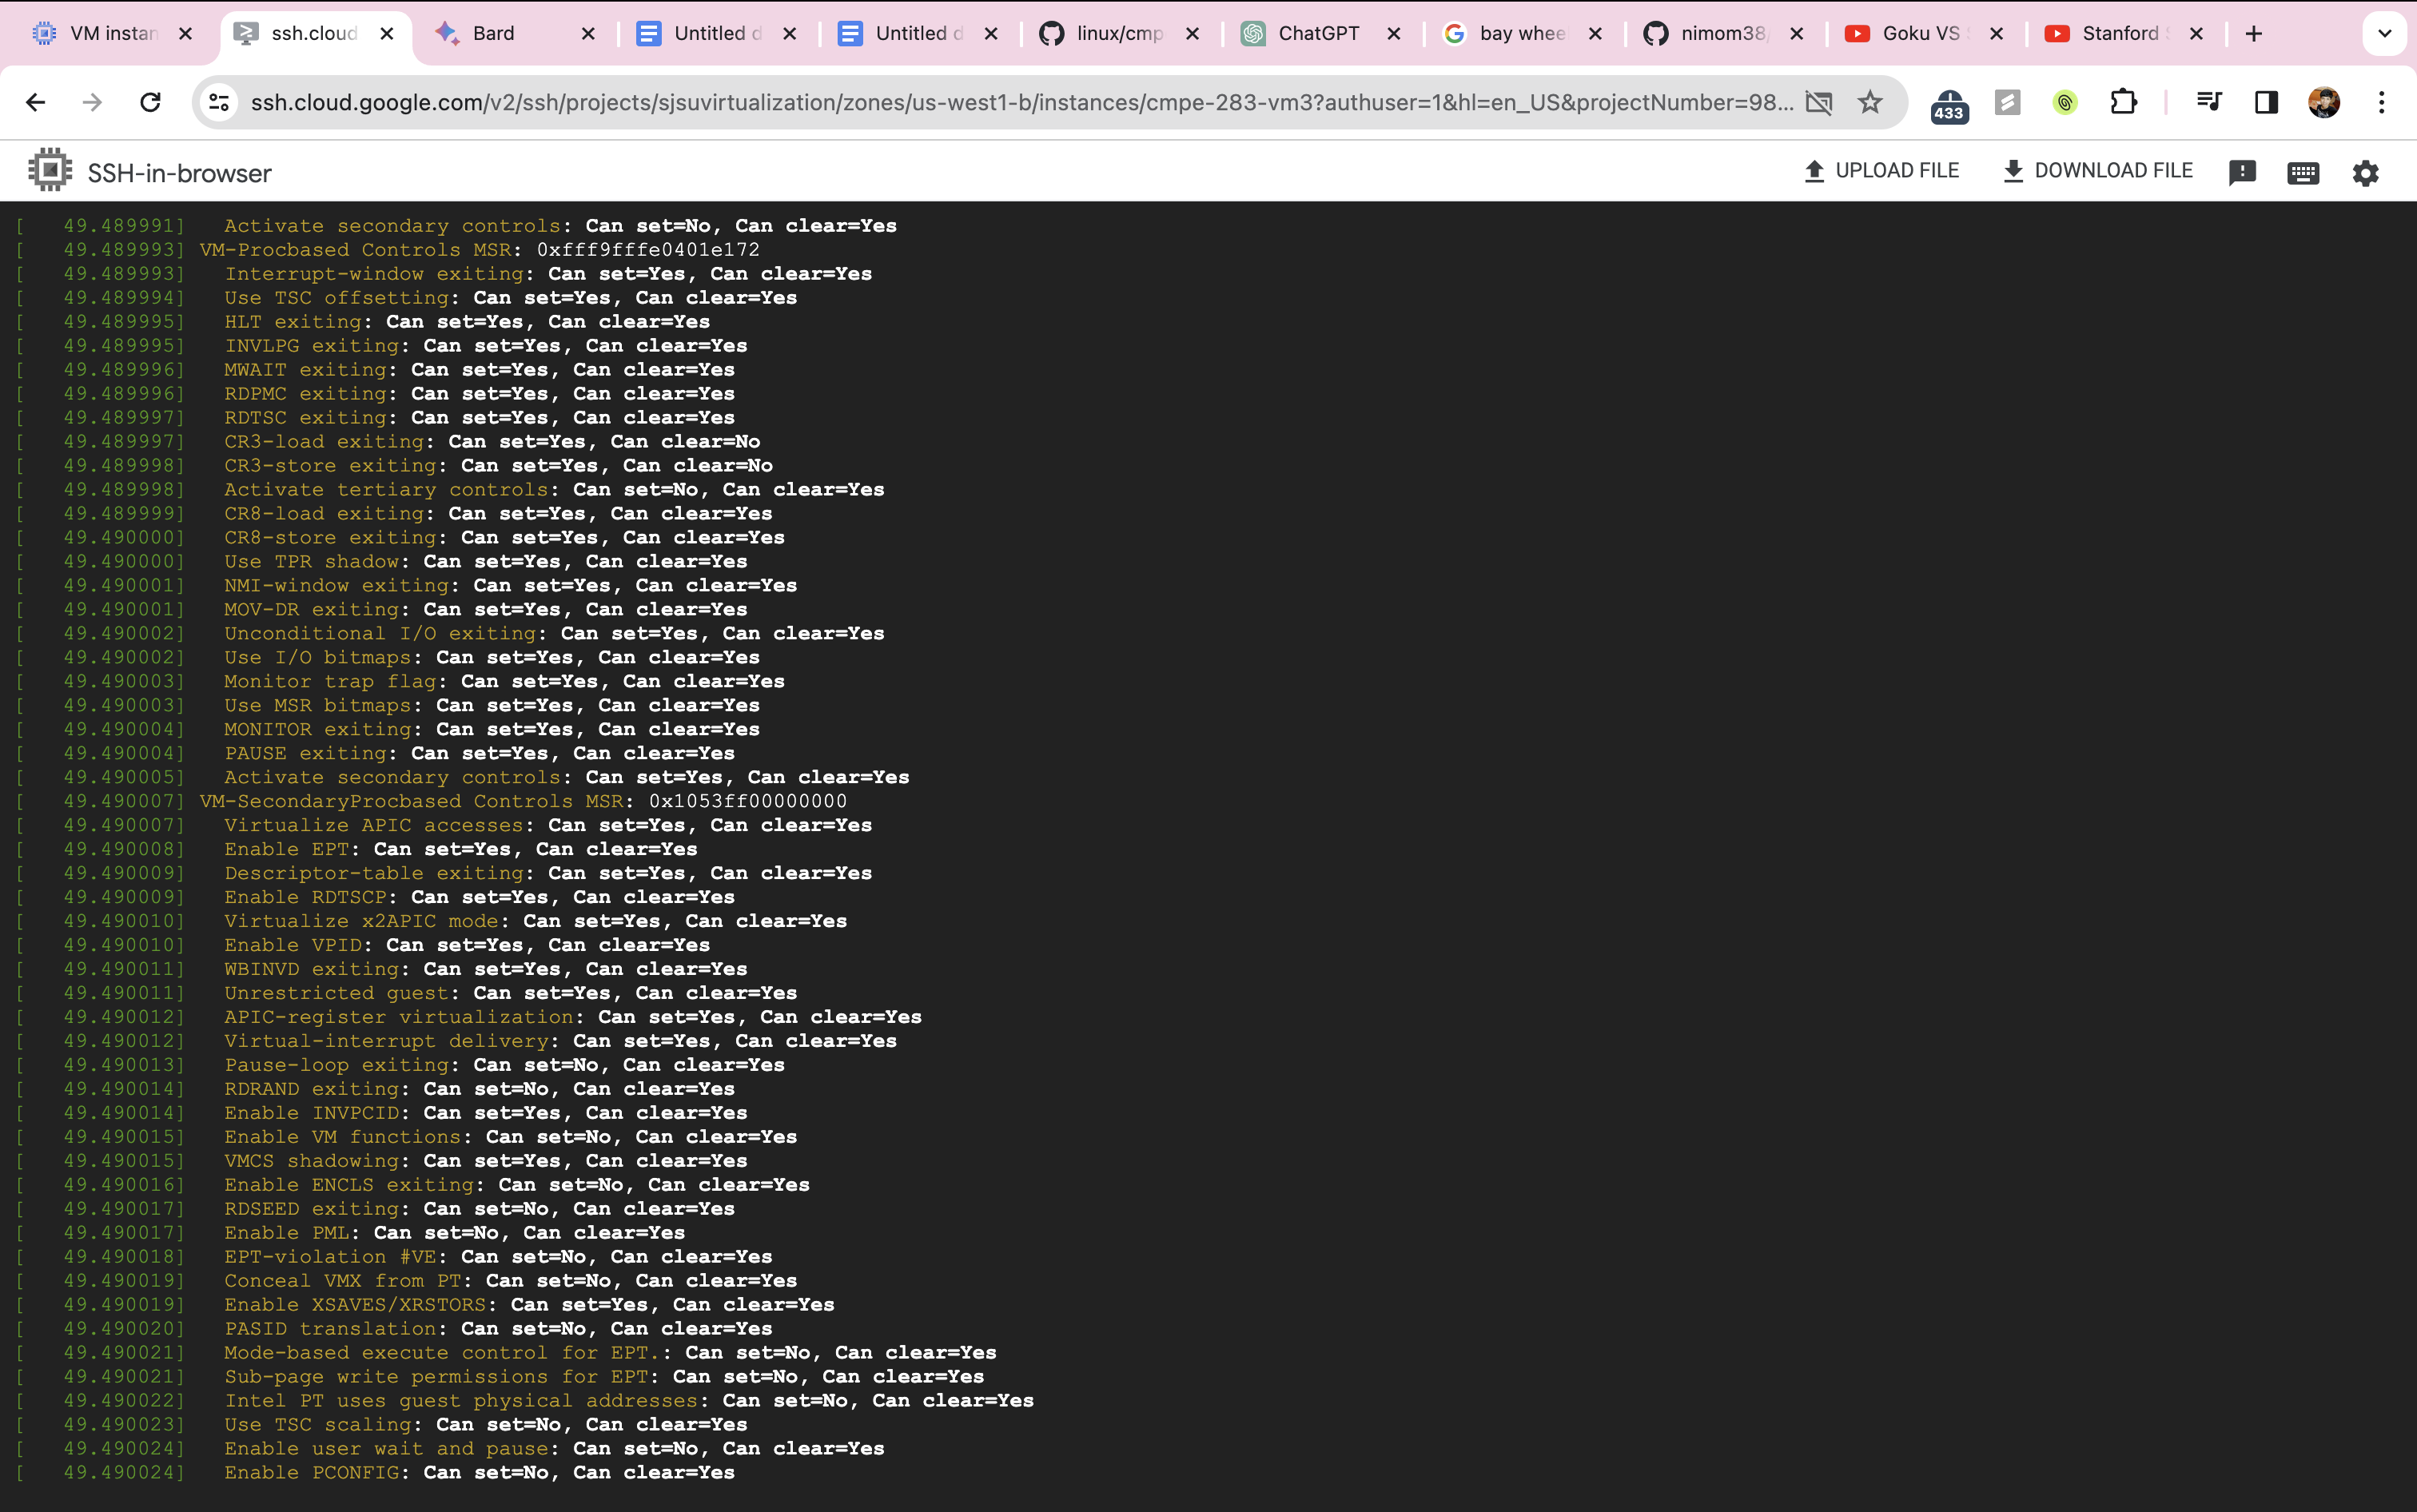 VM instan
ssh.cloud
Bard
Untitled d
Untitled d
linux/cmp
ChatGPT
bay whee
nimom38/
Goku VS S
Stanford S
ssh.cloud.google.com/v2/ssh/projects/sjsuvirtualization/zones/us-west1-b/instances/cmpe-283-vm3?authuser=1&hl=en_US&projectNumber=98...
433
SSH-in-browser
UPLOAD FILE
DOWNLOAD FILE
[   49.489991]   Activate secondary controls: Can set=No, Can clear=Yes
[   49.489993] VM-Procbased Controls MSR: 0xfff9fffe0401e172
[   49.489993]   Interrupt-window exiting: Can set=Yes, Can clear=Yes
[   49.489994]   Use TSC offsetting: Can set=Yes, Can clear=Yes
[   49.489995]   HLT exiting: Can set=Yes, Can clear=Yes
[   49.489995]   INVLPG exiting: Can set=Yes, Can clear=Yes
[   49.489996]   MWAIT exiting: Can set=Yes, Can clear=Yes
[   49.489996]   RDPMC exiting: Can set=Yes, Can clear=Yes
[   49.489997]   RDTSC exiting: Can set=Yes, Can clear=Yes
[   49.489997]   CR3-load exiting: Can set=Yes, Can clear=No
[   49.489998]   CR3-store exiting: Can set=Yes, Can clear=No
[   49.489998]   Activate tertiary controls: Can set=No, Can clear=Yes
[   49.489999]   CR8-load exiting: Can set=Yes, Can clear=Yes
[   49.490000]   CR8-store exiting: Can set=Yes, Can clear=Yes
[   49.490000]   Use TPR shadow: Can set=Yes, Can clear=Yes
[   49.490001]   NMI-window exiting: Can set=Yes, Can clear=Yes
[   49.490001]   MOV-DR exiting: Can set=Yes, Can clear=Yes
[   49.490002]   Unconditional I/O exiting: Can set=Yes, Can clear=Yes
[   49.490002]   Use I/O bitmaps: Can set=Yes, Can clear=Yes
[   49.490003]   Monitor trap flag: Can set=Yes, Can clear=Yes
[   49.490003]   Use MSR bitmaps: Can set=Yes, Can clear=Yes
[   49.490004]   MONITOR exiting: Can set=Yes, Can clear=Yes
[   49.490004]   PAUSE exiting: Can set=Yes, Can clear=Yes
[   49.490005]   Activate secondary controls: Can set=Yes, Can clear=Yes
[   49.490007] VM-SecondaryProcbased Controls MSR: 0x1053ff00000000
[   49.490007]   Virtualize APIC accesses: Can set=Yes, Can clear=Yes
[   49.490008]   Enable EPT: Can set=Yes, Can clear=Yes
[   49.490009]   Descriptor-table exiting: Can set=Yes, Can clear=Yes
[   49.490009]   Enable RDTSCP: Can set=Yes, Can clear=Yes
[   49.490010]   Virtualize x2APIC mode: Can set=Yes, Can clear=Yes
[   49.490010]   Enable VPID: Can set=Yes, Can clear=Yes
[   49.490011]   WBINVD exiting: Can set=Yes, Can clear=Yes
[   49.490011]   Unrestricted guest: Can set=Yes, Can clear=Yes
[   49.490012]   APIC-register virtualization: Can set=Yes, Can clear=Yes
[   49.490012]   Virtual-interrupt delivery: Can set=Yes, Can clear=Yes
[   49.490013]   Pause-loop exiting: Can set=No, Can clear=Yes
[   49.490014]   RDRAND exiting: Can set=No, Can clear=Yes
[   49.490014]   Enable INVPCID: Can set=Yes, Can clear=Yes
[   49.490015]   Enable VM functions: Can set=No, Can clear=Yes
[   49.490015]   VMCS shadowing: Can set=Yes, Can clear=Yes
[   49.490016]   Enable ENCLS exiting: Can set=No, Can clear=Yes
[   49.490017]   RDSEED exiting: Can set=No, Can clear=Yes
[   49.490017]   Enable PML: Can set=No, Can clear=Yes
[   49.490018]   EPT-violation #VE: Can set=No, Can clear=Yes
[   49.490019]   Conceal VMX from PT: Can set=No, Can clear=Yes
[   49.490019]   Enable XSAVES/XRSTORS: Can set=Yes, Can clear=Yes
[   49.490020]   PASID translation: Can set=No, Can clear=Yes
[   49.490021]   Mode-based execute control for EPT.: Can set=No, Can clear=Yes
[   49.490021]   Sub-page write permissions for EPT: Can set=No, Can clear=Yes
[   49.490022]   Intel PT uses guest physical addresses: Can set=No, Can clear=Yes
[   49.490023]   Use TSC scaling: Can set=No, Can clear=Yes
[   49.490024]   Enable user wait and pause: Can set=No, Can clear=Yes
[   49.490024]   Enable PCONFIG: Can set=No, Can clear=Yes